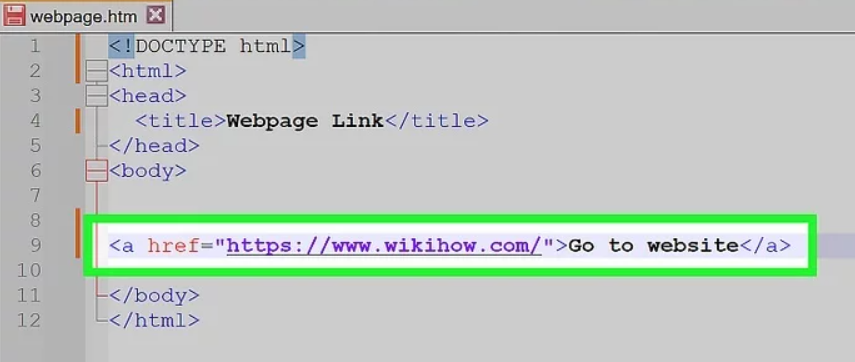 webpage.htm
1 <!DOCTYPE html>
2 <html>
3 <head>
4 <title>Webpage Link</title>
5 </head>
6 <body>
7
8
9 <a href="https://www.wikihow.com/">Go to website</a>
10
11 </body>
12 </html>